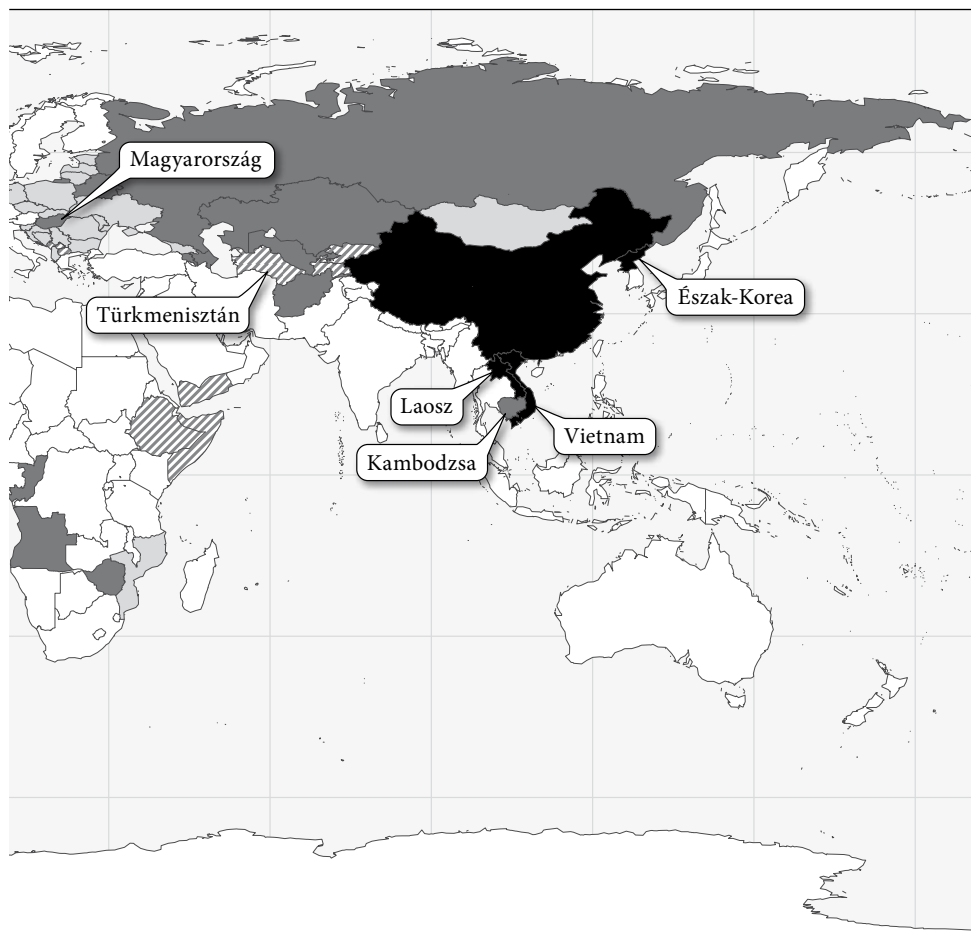 Magyarország
Türkmenisztán
Észak-Korea
Laosz
Vietnam
Kambodzsa